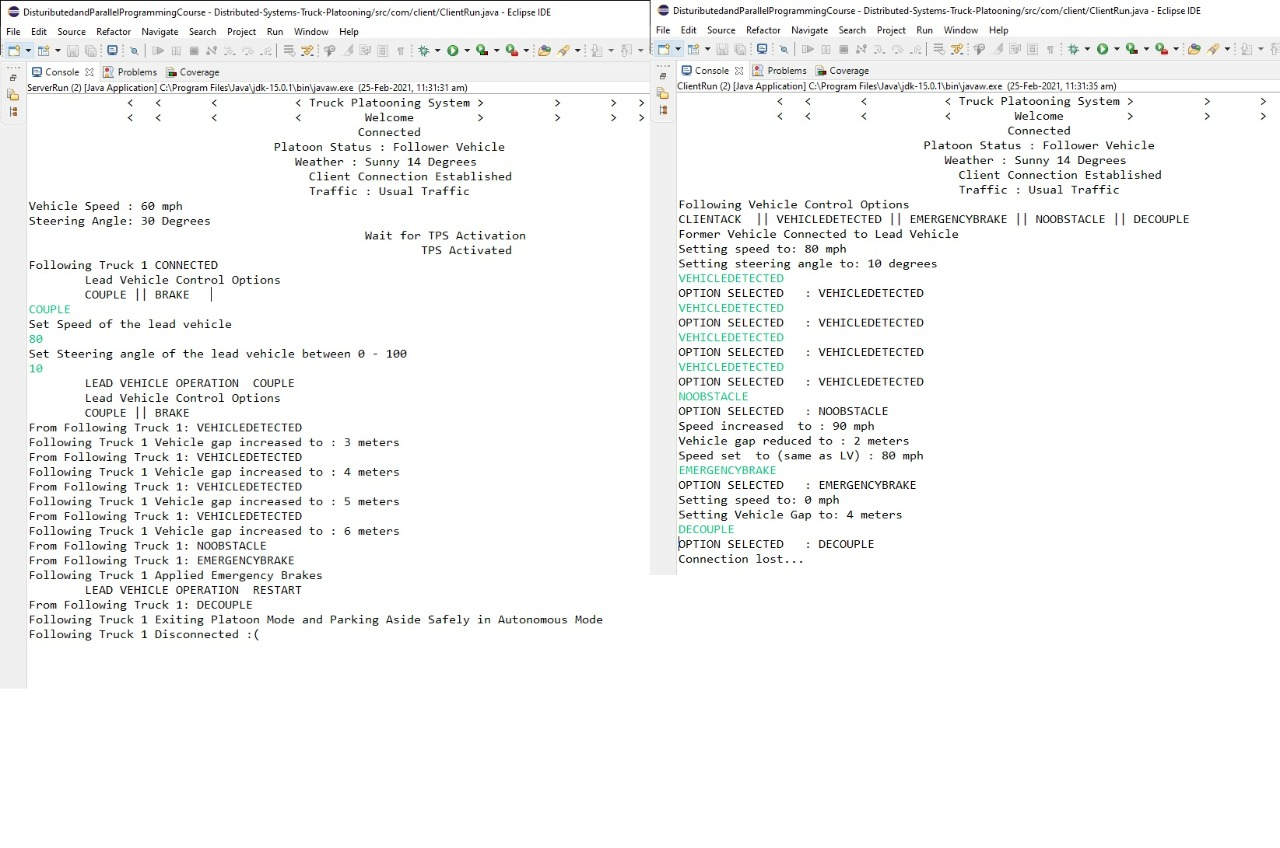 DistuributedandParallelProgrammingCourse - Distributed-Systems-Truck-Platooning/src/com/client/ClientRun.java - Eclipse IDE
File Edit Source Refactor Navigate Search Project Run Window Help
Console Problems Coverage
ServerRun (2) [Java Application] C:\Program Files\Java\jdk-15.0.1\bin\javaw.exe (25-Feb-2021, 11:31:31 am)
< < < < Truck Platooning System > > > >
< < < < Welcome > > > >
Connected
Platoon Status : Follower Vehicle
Weather : Sunny 14 Degrees
Client Connection Established
Traffic : Usual Traffic
Vehicle Speed : 60 mph
Steering Angle: 30 Degrees
Wait for TPS Activation
TPS Activated
Following Truck 1 CONNECTED
Lead Vehicle Control Options
COUPLE || BRAKE
COUPLE
Set Speed of the lead vehicle
80
Set Steering angle of the lead vehicle between 0 - 100
10
LEAD VEHICLE OPERATION COUPLE
Lead Vehicle Control Options
COUPLE || BRAKE
From Following Truck 1: VEHICLEDETECTED
Following Truck 1 Vehicle gap increased to : 3 meters
From Following Truck 1: VEHICLEDETECTED
Following Truck 1 Vehicle gap increased to : 4 meters
From Following Truck 1: VEHICLEDETECTED
Following Truck 1 Vehicle gap increased to : 5 meters
From Following Truck 1: VEHICLEDETECTED
Following Truck 1 Vehicle gap increased to : 6 meters
From Following Truck 1: NOOBSTACLE
From Following Truck 1: EMERGENCYBRAKE
Following Truck 1 Applied Emergency Brakes
LEAD VEHICLE OPERATION RESTART
From Following Truck 1: DECOUPLE
Following Truck 1 Exiting Platoon Mode and Parking Aside Safely in Autonomous Mode
Following Truck 1 Disconnected :(
DistuributedandParallelProgrammingCourse - Distributed-Systems-Truck-Platooning/src/com/client/ClientRun.java - Eclipse IDE
File Edit Source Refactor Navigate Search Project Run Window Help
Console Problems Coverage
ClientRun (2) [Java Application] C:\Program Files\Java\jdk-15.0.1\bin\javaw.exe (25-Feb-2021, 11:31:35 am)
< < < < Truck Platooning System > > >
< < < < Welcome > > >
Connected
Platoon Status : Follower Vehicle
Weather : Sunny 14 Degrees
Client Connection Established
Traffic : Usual Traffic
Following Vehicle Control Options
CLIENTACK || VEHICLEDETECTED || EMERGENCYBRAKE || NOOBSTACLE || DECOUPLE
Former Vehicle Connected to Lead Vehicle
Setting speed to: 80 mph
Setting steering angle to: 10 degrees
VEHICLEDETECTED
OPTION SELECTED : VEHICLEDETECTED
VEHICLEDETECTED
OPTION SELECTED : VEHICLEDETECTED
VEHICLEDETECTED
OPTION SELECTED : VEHICLEDETECTED
VEHICLEDETECTED
OPTION SELECTED : VEHICLEDETECTED
NOOBSTACLE
OPTION SELECTED : NOOBSTACLE
Speed increased to : 90 mph
Vehicle gap reduced to : 2 meters
Speed set to (same as LV) : 80 mph
EMERGENCYBRAKE
OPTION SELECTED : EMERGENCYBRAKE
Setting speed to: 0 mph
Setting Vehicle Gap to: 4 meters
DECOUPLE
OPTION SELECTED : DECOUPLE
Connection lost...